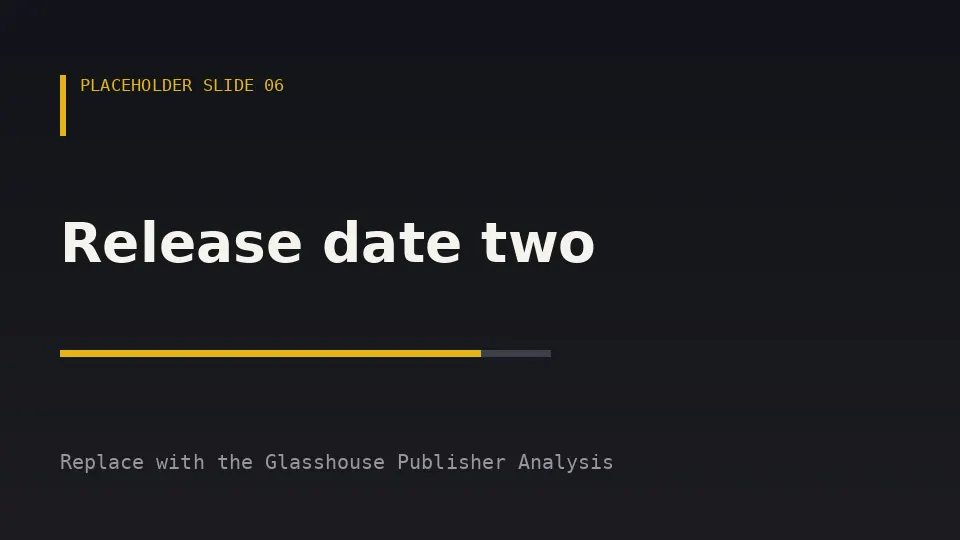 PLACEHOLDER SLIDE 06
Release date two
Replace with the Glasshouse Publisher Analysis